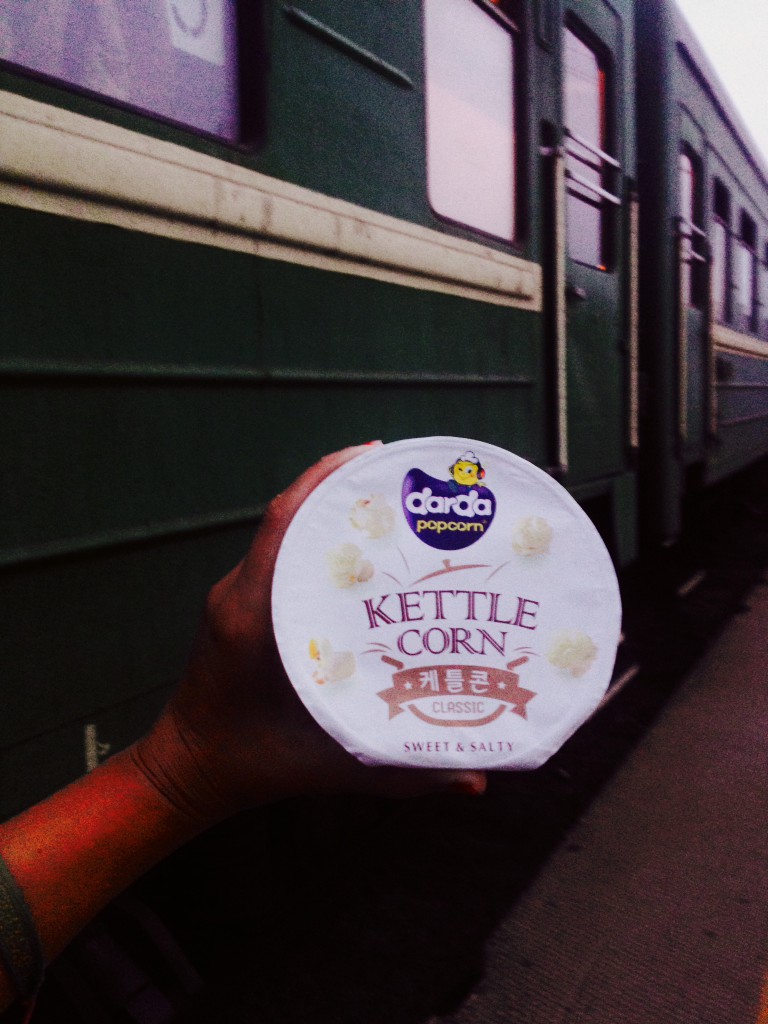 darda
popcorn
KETTLE
CORN
케틀콘
CLASSIC
SWEET & SALTY